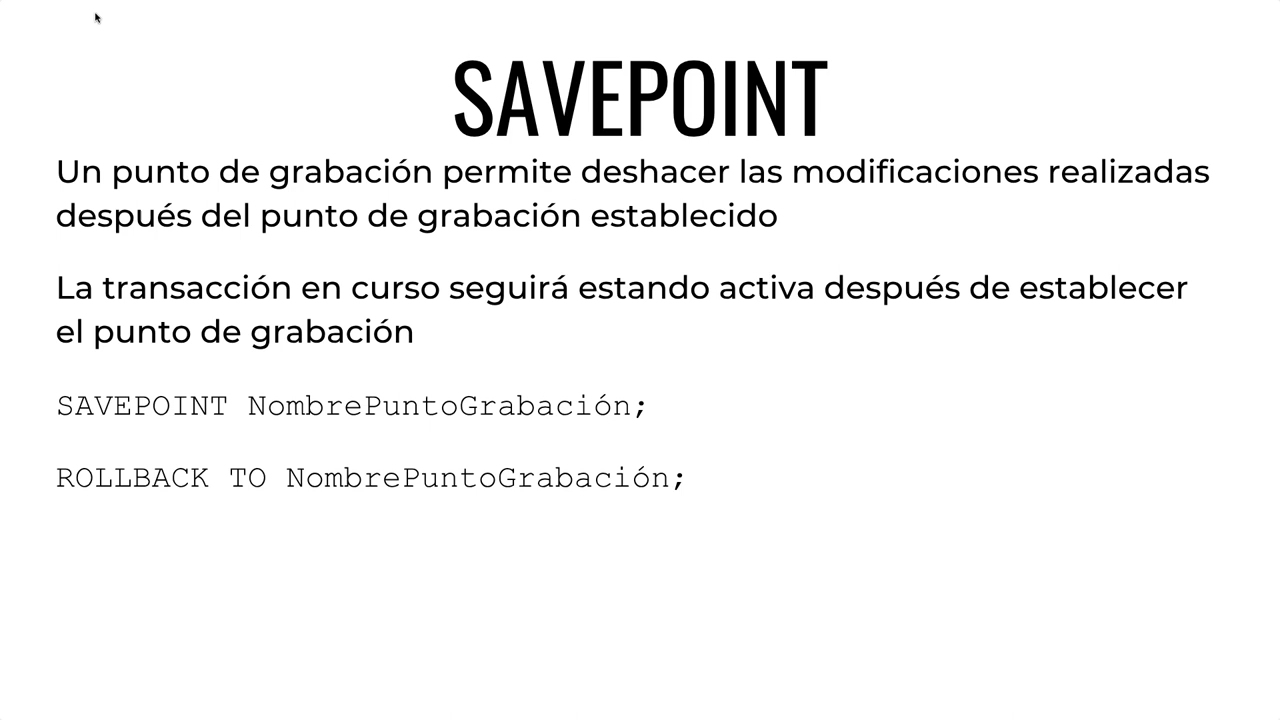 SAVEPOINT
Un punto de grabación permite deshacer las modificaciones realizadas
después del punto de grabación establecido
La transacción en curso seguirá estando activa después de establecer
el punto de grabación
SAVEPOINT NombrePuntoGrabación;
ROLLBACK TO NombrePuntoGrabación;